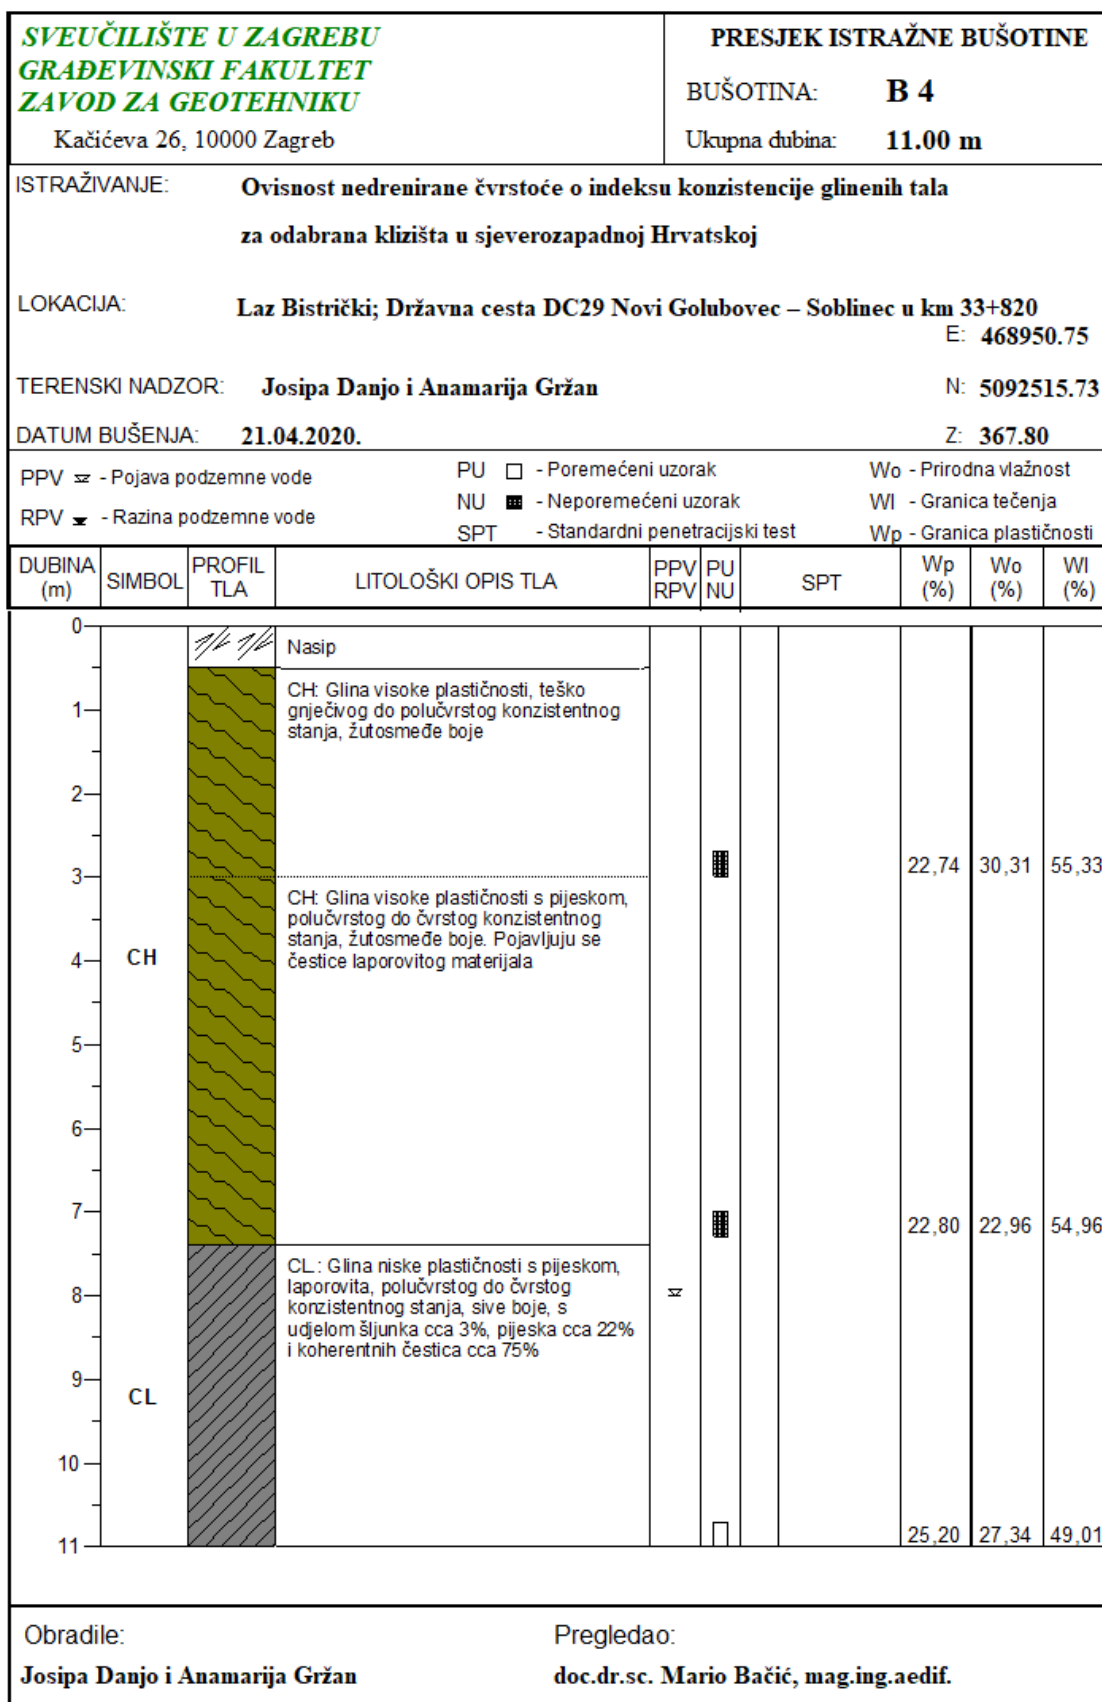 SVEUČILIŠTE U ZAGREBU
GRAĐEVINSKI FAKULTET
ZAVOD ZA GEOTEHNIKU
Kačićeva 26, 10000 Zagreb
PRESJEK ISTRAŽNE BUŠOTINE
BUŠOTINA: B 4
Ukupna dubina: 11.00 m
ISTRAŽIVANJE: Ovisnost nedrenirane čvrstoće o indeksu konzistencije glinenih tala
za odabrana klizišta u sjeverozapadnoj Hrvatskoj
LOKACIJA: Laz Bistrički; Državna cesta DC29 Novi Golubovec – Soblinec u km 33+820
E: 468950.75
TERENSKI NADZOR: Josipa Danjo i Anamarija Gržan N: 5092515.73
DATUM BUŠENJA: 21.04.2020. Z: 367.80
PPV - Pojava podzemne vode
RPV - Razina podzemne vode
PU - Poremećeni uzorak
NU - Neporemećeni uzorak
SPT - Standardni penetracijski test
Wo - Prirodna vlažnost
Wl - Granica tečenja
Wp - Granica plastičnosti
DUBINA
(m)
SIMBOL
PROFIL
TLA
LITOLOŠKI OPIS TLA
PPV
RPV
PU
NU
SPT
Wp
(%)
Wo
(%)
Wl
(%)
0
Nasip
CH: Glina visoke plastičnosti, teško
gnječivog do polučvrstog konzistentnog
stanja, žutosmeđe boje
1
2
22,74 30,31 55,33
3
CH: Glina visoke plastičnosti s pijeskom,
polučvrstog do čvrstog konzistentnog
stanja, žutosmeđe boje. Pojavljuju se
čestice laporovitog materijala
4
CH
5
6
7
22,80 22,96 54,96
CL: Glina niske plastičnosti s pijeskom,
laporovita, polučvrstog do čvrstog
konzistentnog stanja, sive boje, s
udjelom šljunka cca 3%, pijeska cca 22%
i koherentnih čestica cca 75%
8
9
CL
10
25,20 27,34 49,01
11
Obradile:
Josipa Danjo i Anamarija Gržan
Pregledao:
doc.dr.sc. Mario Bačić, mag.ing.aedif.